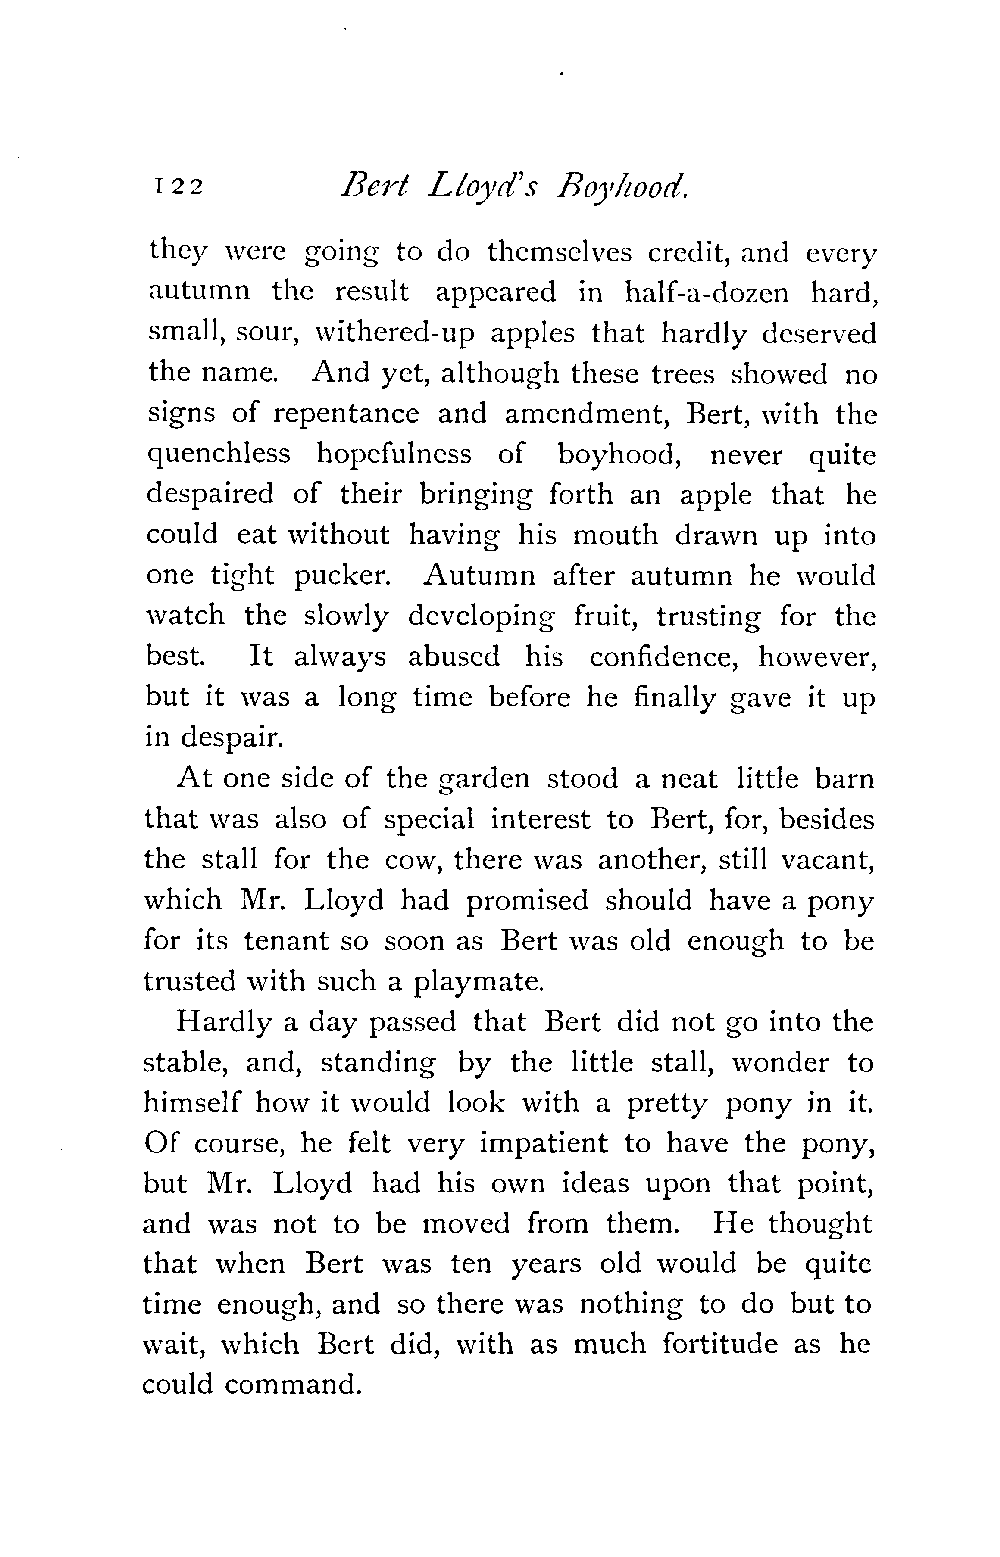 122 Bert Lloyd's Boyhood.
they were going to do themselves credit, and every
autumn the result appeared in half-a-dozen hard,
small, sour, withered-up apples that hardly deserved
the name. And yet, although these trees showed no
signs of repentance and amendment, Bert, with the
quenchless hopefulness of boyhood, never quite
despaired of their bringing forth an apple that he
could eat without having his mouth drawn up into
one tight pucker. Autumn after autumn he would
watch the slowly developing fruit, trusting for the
best. It always abused his confidence, however,
but it was a long time before he finally gave it up
in despair.
At one side of the garden stood a neat little barn
that was also of special interest to Bert, for, besides
the stall for the cow, there was another, still vacant,
which Mr. Lloyd had promised should have a pony
for its tenant so soon as Bert was old enough to be
trusted with such a playmate.
Hardly a day passed that Bert did not go into the
stable, and, standing by the little stall, wonder to
himself how it would look with a pretty pony in it.
Of course, he felt very impatient to have the pony,
but Mr. Lloyd had his own ideas upon that point,
and was not to be moved from them. He thought
that when Bert was ten years old would be quite
time enough, and so there was nothing to do but to
wait, which Bert did, with as much fortitude as he
could command.